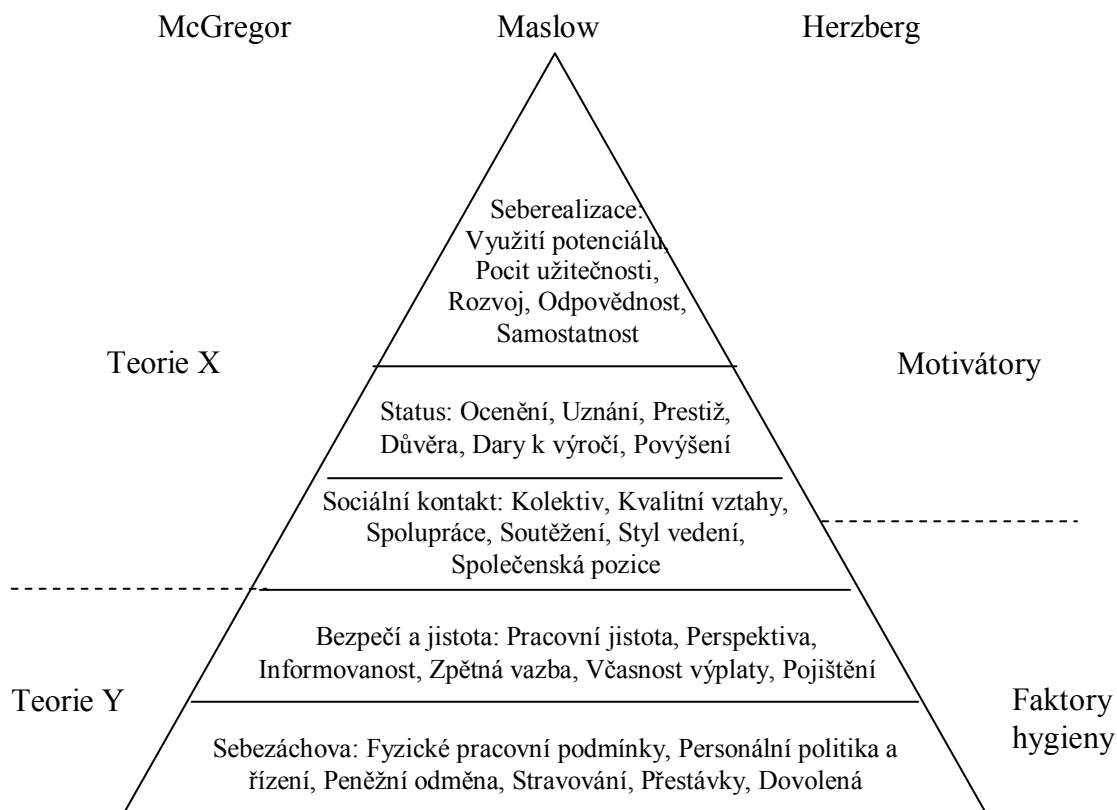 McGregor
Maslow
Herzberg
Seberealizace:
Využití potenciálu,
Pocit užitečnosti,
Rozvoj, Odpovědnost,
Samostatnost
Teorie X
Motivátory
Status: Ocenění, Uznání, Prestiž,
Důvěra, Dary k výročí, Povýšení
Sociální kontakt: Kolektiv, Kvalitní vztahy,
Spolupráce, Soutěžení, Styl vedení,
Společenská pozice
Bezpečí a jistota: Pracovní jistota, Perspektiva,
Informovanost, Zpětná vazba, Včasnost výplaty, Pojištění
Teorie Y
Faktory
hygieny
Sebezáchova: Fyzické pracovní podmínky, Personální politika a
řízení, Peněžní odměna, Stravování, Přestávky, Dovolená